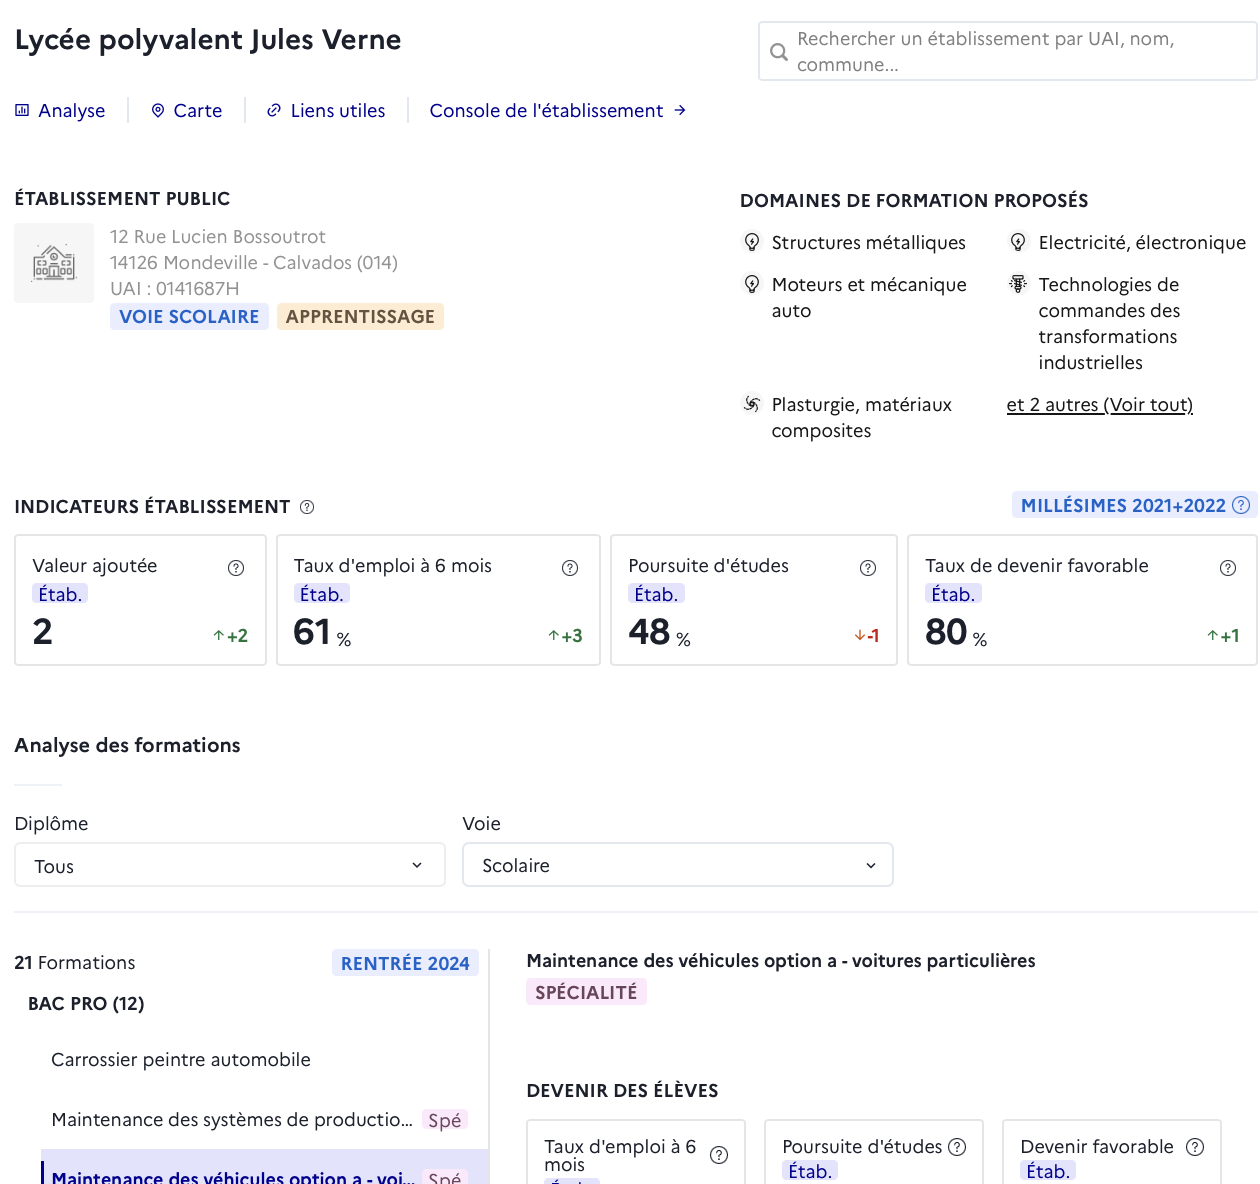 Lycée polyvalent Jules Verne
Rechercher un établissement par UAI, nom,
commune...
Analyse
Carte
Liens utiles
Console de l'établissement
ÉTABLISSEMENT PUBLIC
12 Rue Lucien Bossoutrot
14126 Mondeville - Calvados (014)
UAI : 0141687H
VOIE SCOLAIRE APPRENTISSAGE
DOMAINES DE FORMATION PROPOSÉS
Structures métalliques
Electricité, électronique
Moteurs et mécanique
auto
Technologies de
commandes des
transformations
industrielles
Plasturgie, matériaux
composites
et 2 autres (Voir tout)
INDICATEURS ÉTABLISSEMENT
MILLÉSIMES 2021+2022
Valeur ajoutée
Étab.
2
+2
Taux d'emploi à 6 mois
Étab.
61 %
+3
Poursuite d'études
Étab.
48 %
-1
Taux de devenir favorable
Étab.
80 %
+1
Analyse des formations
Diplôme
Tous
Voie
Scolaire
21 Formations
RENTRÉE 2024
BAC PRO (12)
Carrossier peintre automobile
Maintenance des systèmes de productio... Spé
Maintenance des véhicules option a - voi... Spé
Maintenance des véhicules option a - voitures particulières
SPÉCIALITÉ
DEVENIR DES ÉLÈVES
Taux d'emploi à 6
mois
Étab.
Poursuite d'études
Étab.
Devenir favorable
Étab.